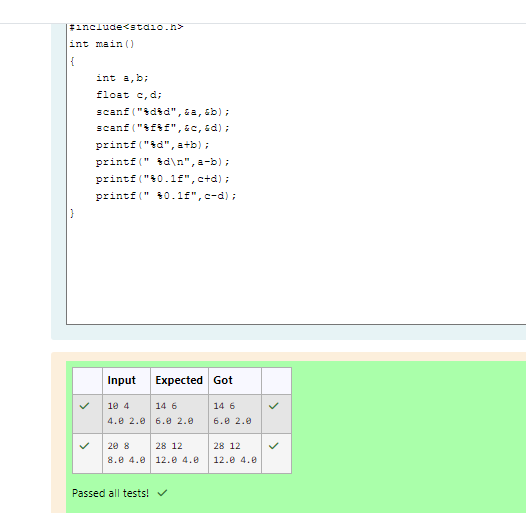 #include<stdio.h>
int main()
{
int a,b;
float c,d;
scanf("%d%d",&a,&b);
scanf("%f%f",&c,&d);
printf("%d",a+b);
printf(" %d\n",a-b);
printf("%0.1f",c+d);
printf(" %0.1f",c-d);
}
Input Expected Got
10 4 14 6 14 6
4.0 2.0 6.0 2.0 6.0 2.0
20 8 28 12 28 12
8.0 4.0 12.0 4.0 12.0 4.0
Passed all tests!